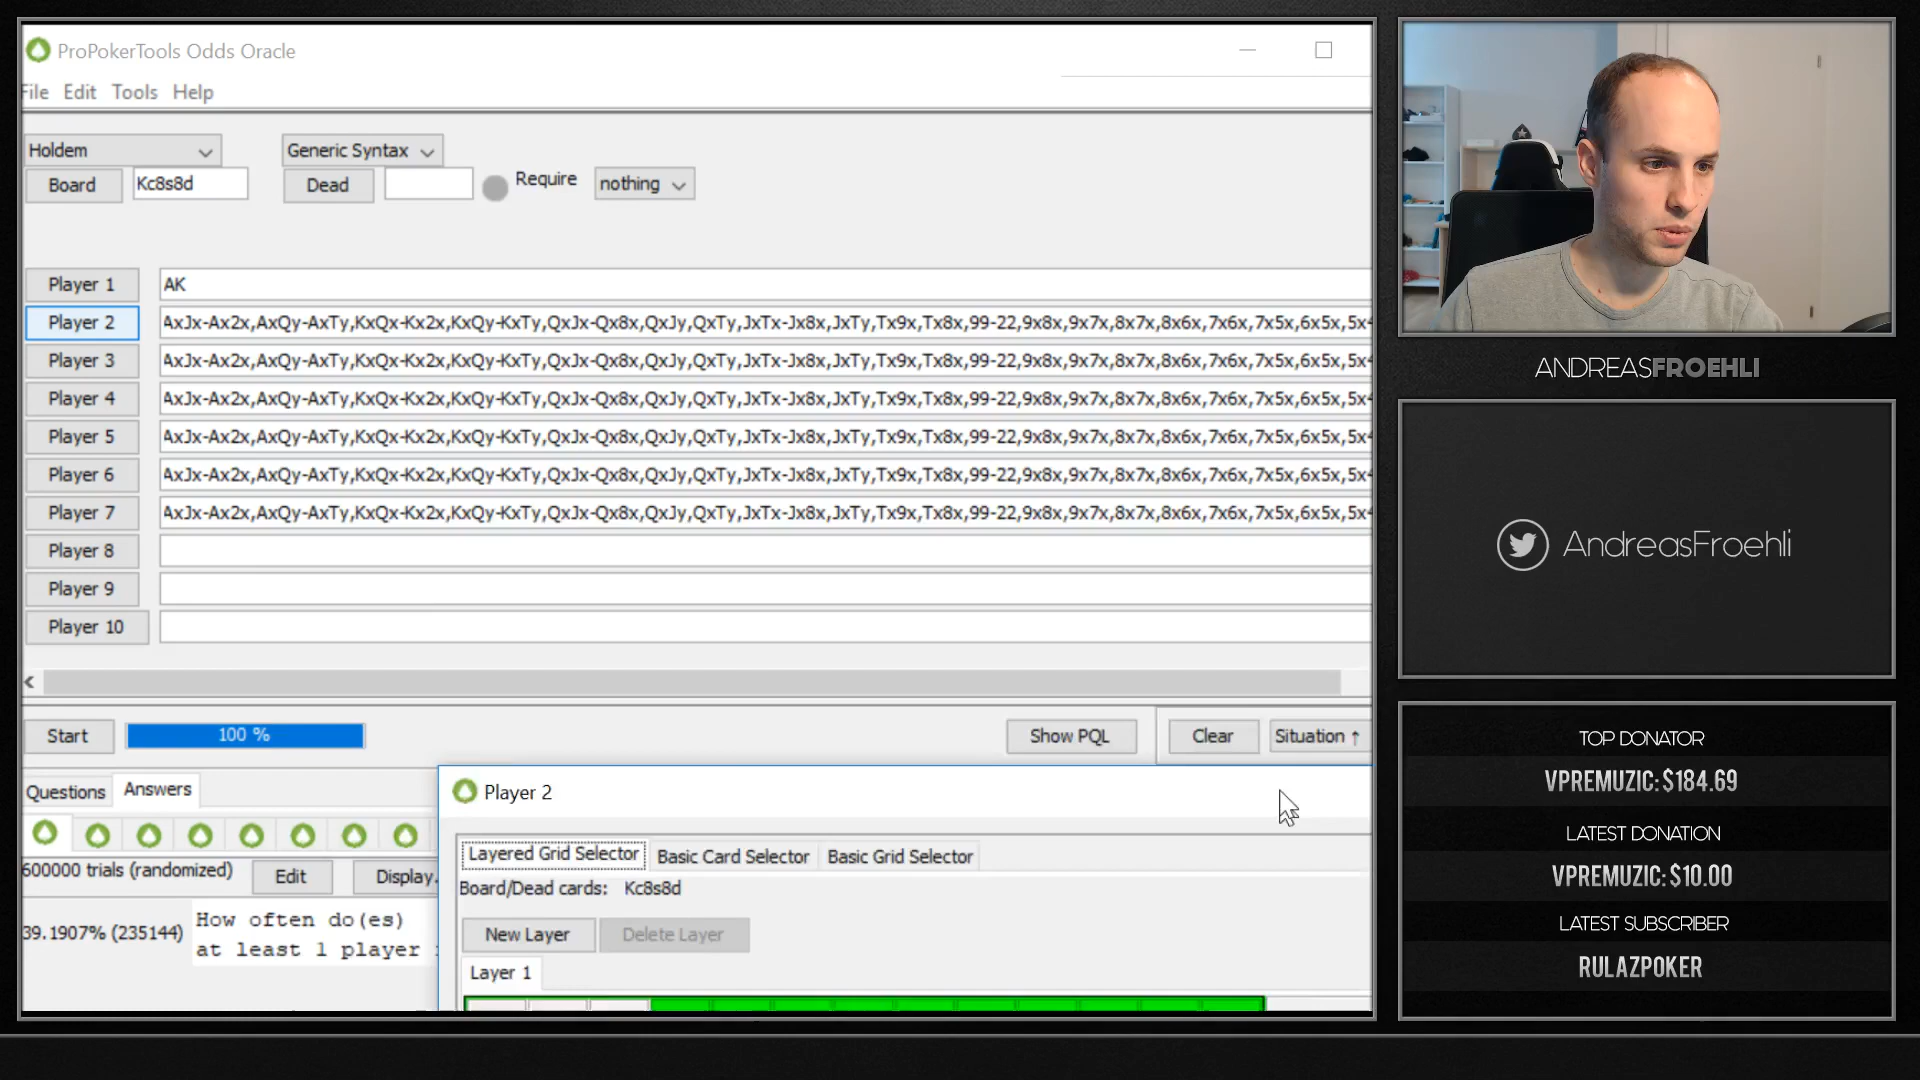 ProPokerTools Odds Oracle
File Edit Tools Help
Holdem
Generic Syntax
Board
Kc8s8d
Dead
Require
nothing
Player 1
AK
Player 2
AxJx-Ax2x,AxQy-AxTy,KxQx-Kx2x,KxQy-KxTy,QxJx-Qx8x,QxJy,QxTy,JxTx-Jx8x,JxTy,Tx9x,Tx8x,99-22,9x8x,9x7x,8x7x,8x6x,7x6x,7x5x,6x5x,5x4
Player 3
AxJx-Ax2x,AxQy-AxTy,KxQx-Kx2x,KxQy-KxTy,QxJx-Qx8x,QxJy,QxTy,JxTx-Jx8x,JxTy,Tx9x,Tx8x,99-22,9x8x,9x7x,8x7x,8x6x,7x6x,7x5x,6x5x,5x4
Player 4
AxJx-Ax2x,AxQy-AxTy,KxQx-Kx2x,KxQy-KxTy,QxJx-Qx8x,QxJy,QxTy,JxTx-Jx8x,JxTy,Tx9x,Tx8x,99-22,9x8x,9x7x,8x7x,8x6x,7x6x,7x5x,6x5x,5x4
Player 5
AxJx-Ax2x,AxQy-AxTy,KxQx-Kx2x,KxQy-KxTy,QxJx-Qx8x,QxJy,QxTy,JxTx-Jx8x,JxTy,Tx9x,Tx8x,99-22,9x8x,9x7x,8x7x,8x6x,7x6x,7x5x,6x5x,5x4
Player 6
AxJx-Ax2x,AxQy-AxTy,KxQx-Kx2x,KxQy-KxTy,QxJx-Qx8x,QxJy,QxTy,JxTx-Jx8x,JxTy,Tx9x,Tx8x,99-22,9x8x,9x7x,8x7x,8x6x,7x6x,7x5x,6x5x,5x4
Player 7
AxJx-Ax2x,AxQy-AxTy,KxQx-Kx2x,KxQy-KxTy,QxJx-Qx8x,QxJy,QxTy,JxTx-Jx8x,JxTy,Tx9x,Tx8x,99-22,9x8x,9x7x,8x7x,8x6x,7x6x,7x5x,6x5x,5x4
Player 8
Player 9
Player 10
Start
100 %
Show PQL
Clear
Situation ↑
Questions
Answers
600000 trials (randomized)
Edit
Display.
39.1907% (235144)
How often do(es)
at least 1 player
Player 2
Layered Grid Selector
Basic Card Selector
Basic Grid Selector
Board/Dead cards: Kc8s8d
New Layer
Delete Layer
Layer 1
ANDREASFROEHLI
AndreasFroehli
TOP DONATOR
VPREMUZIC: $184.69
LATEST DONATION
VPREMUZIC: $10.00
LATEST SUBSCRIBER
RULAZPOKER